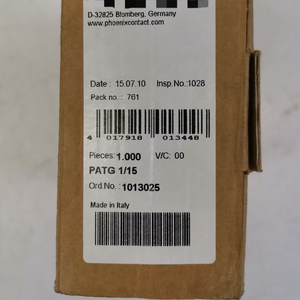 D-32825 Blomberg, Germany
www.phoenixcontact.com
Date : 15.07.10 Insp.No.:1028
Pack no. : 761
4 017918 013448
Pieces: 1.000 V/C: 00
PATG 1/15
Ord.No.: 1013025
Made in Italy